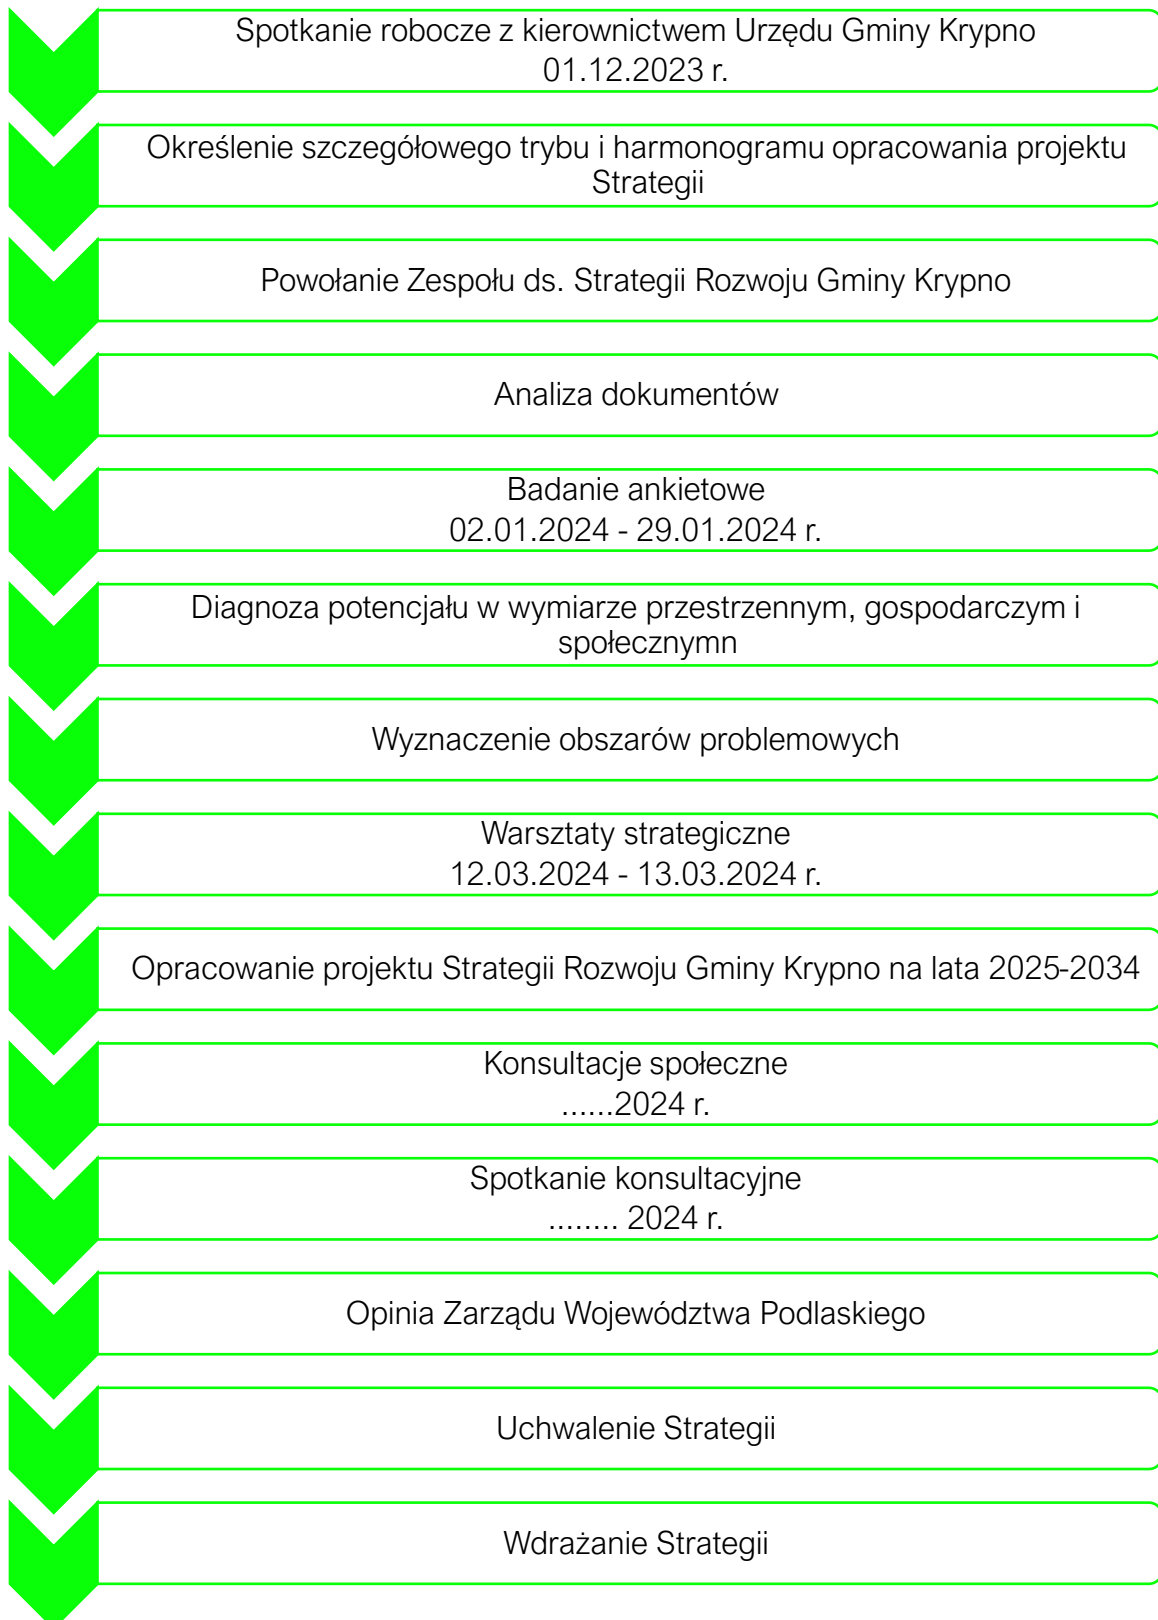 Spotkanie robocze z kierownictwem Urzędu Gminy Krypno
01.12.2023 r.
Określenie szczegółowego trybu i harmonogramu opracowania projektu
Strategii
Powołanie Zespołu ds. Strategii Rozwoju Gminy Krypno
Analiza dokumentów
Badanie ankietowe
02.01.2024 - 29.01.2024 r.
Diagnoza potencjału w wymiarze przestrzennym, gospodarczym i
społecznymn
Wyznaczenie obszarów problemowych
Warsztaty strategiczne
12.03.2024 - 13.03.2024 r.
Opracowanie projektu Strategii Rozwoju Gminy Krypno na lata 2025-2034
Konsultacje społeczne
......2024 r.
Spotkanie konsultacyjne
........ 2024 r.
Opinia Zarządu Województwa Podlaskiego
Uchwalenie Strategii
Wdrażanie Strategii